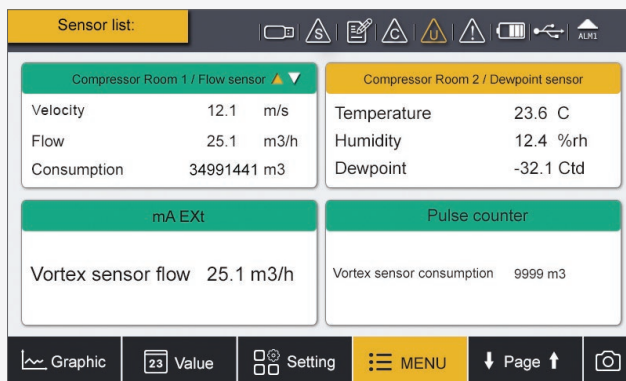 Sensor list:
S C U ! ALM1
Compressor Room 1 / Flow sensor
Velocity 12.1 m/s
Flow 25.1 m3/h
Consumption 34991441 m3
Compressor Room 2 / Dewpoint sensor
Temperature 23.6 C
Humidity 12.4 %rh
Dewpoint -32.1 Ctd
mA EXt
Vortex sensor flow 25.1 m3/h
Pulse counter
Vortex sensor consumption 9999 m3
Graphic 23 Value Setting MENU Page